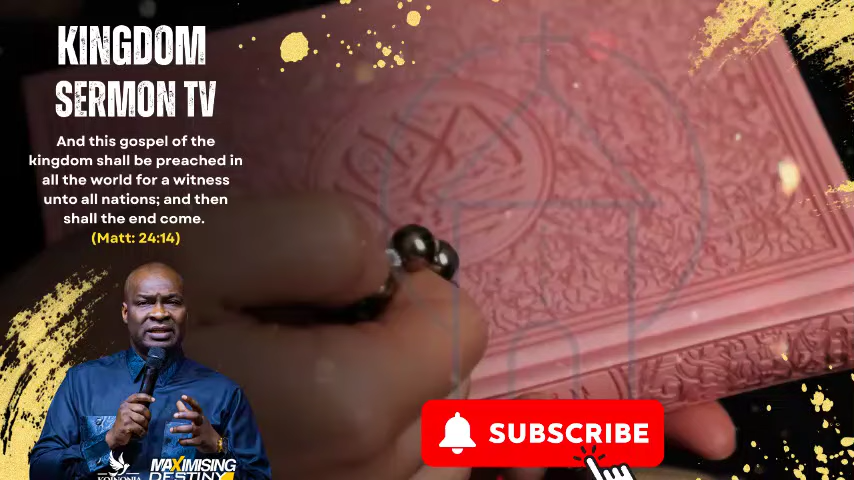 KINGDOM
SERMON TV
And this gospel of the
kingdom shall be preached in
all the world for a witness
unto all nations; and then
shall the end come.
(Matt: 24:14)
KOINONIA
MAXIMISING
DESTINY
SUBSCRIBE